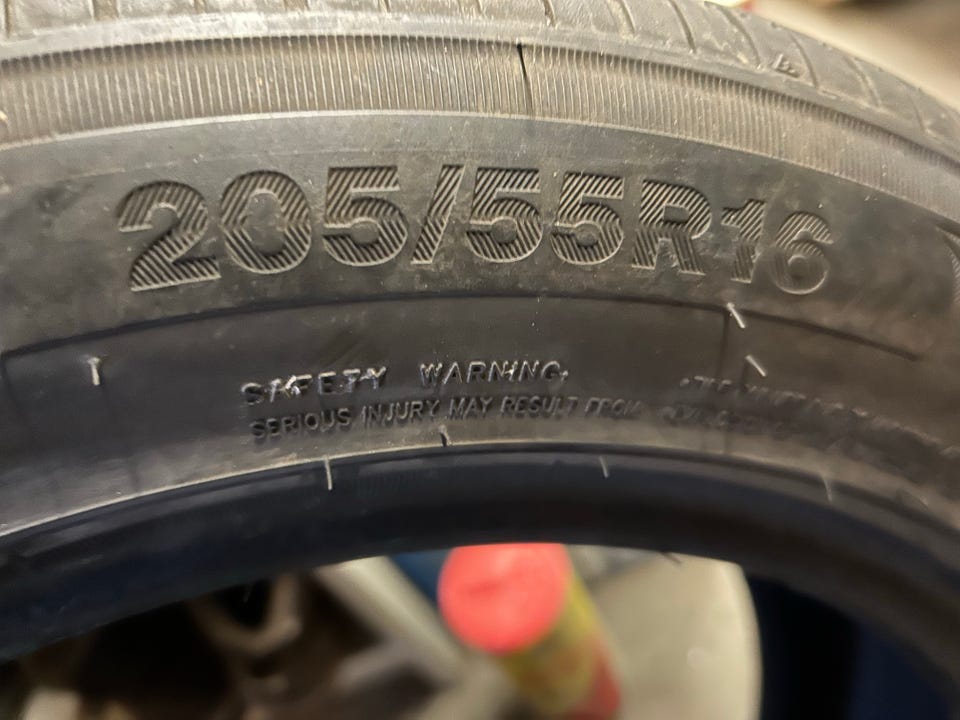 205/55R16
SAFETY WARNING
SERIOUS INJURY MAY RESULT FROM